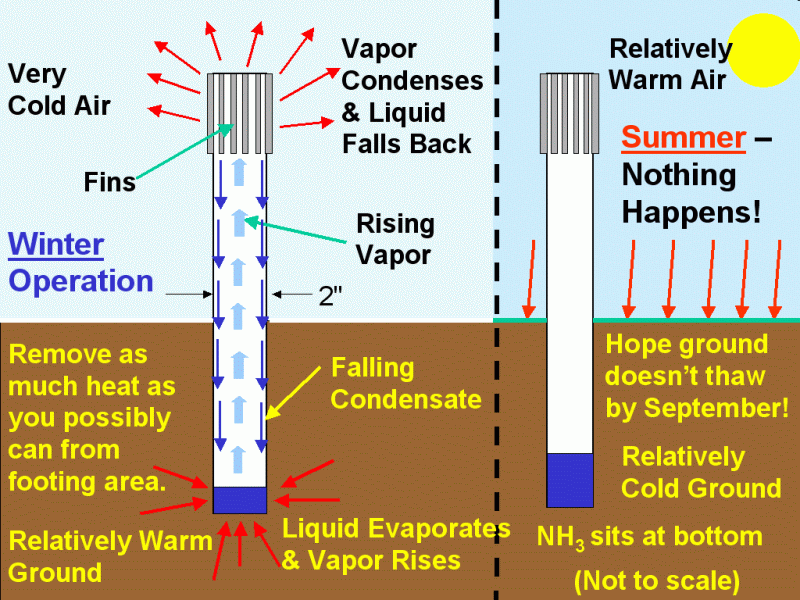 Very
Cold Air
Vapor
Condenses
& Liquid
Falls Back
Fins
Rising
Vapor
Winter
Operation
2"
Remove as
much heat as
you possibly
can from
footing area.
Falling
Condensate
Relatively Warm
Ground
Liquid Evaporates
& Vapor Rises
Relatively
Warm Air
Summer –
Nothing
Happens!
Hope ground
doesn't thaw
by September!
Relatively
Cold Ground
NH3 sits at bottom
(Not to scale)